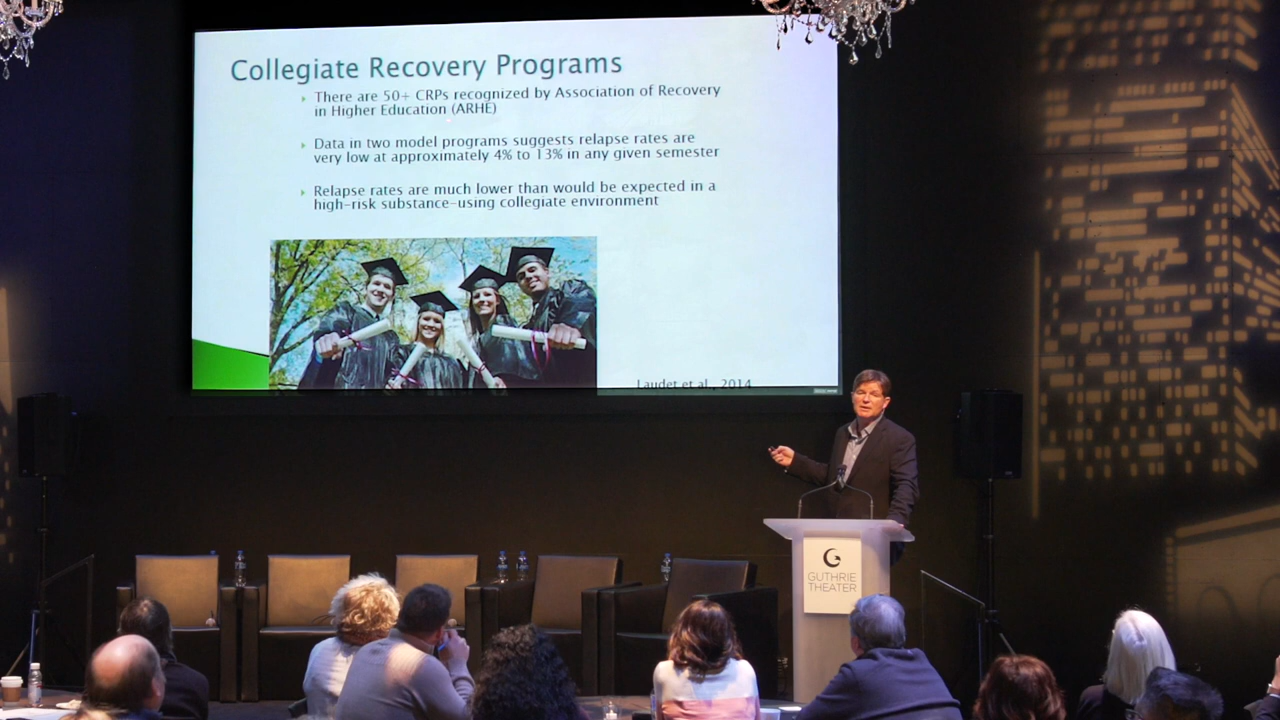 Collegiate Recovery Programs
There are 50+ CRPs recognized by Association of Recovery
in Higher Education (ARHE)
Data in two model programs suggests relapse rates are
very low at approximately 4% to 13% in any given semester
Relapse rates are much lower than would be expected in a
high-risk substance-using collegiate environment
Laudet et al., 2014
GUTHRIE
THEATER